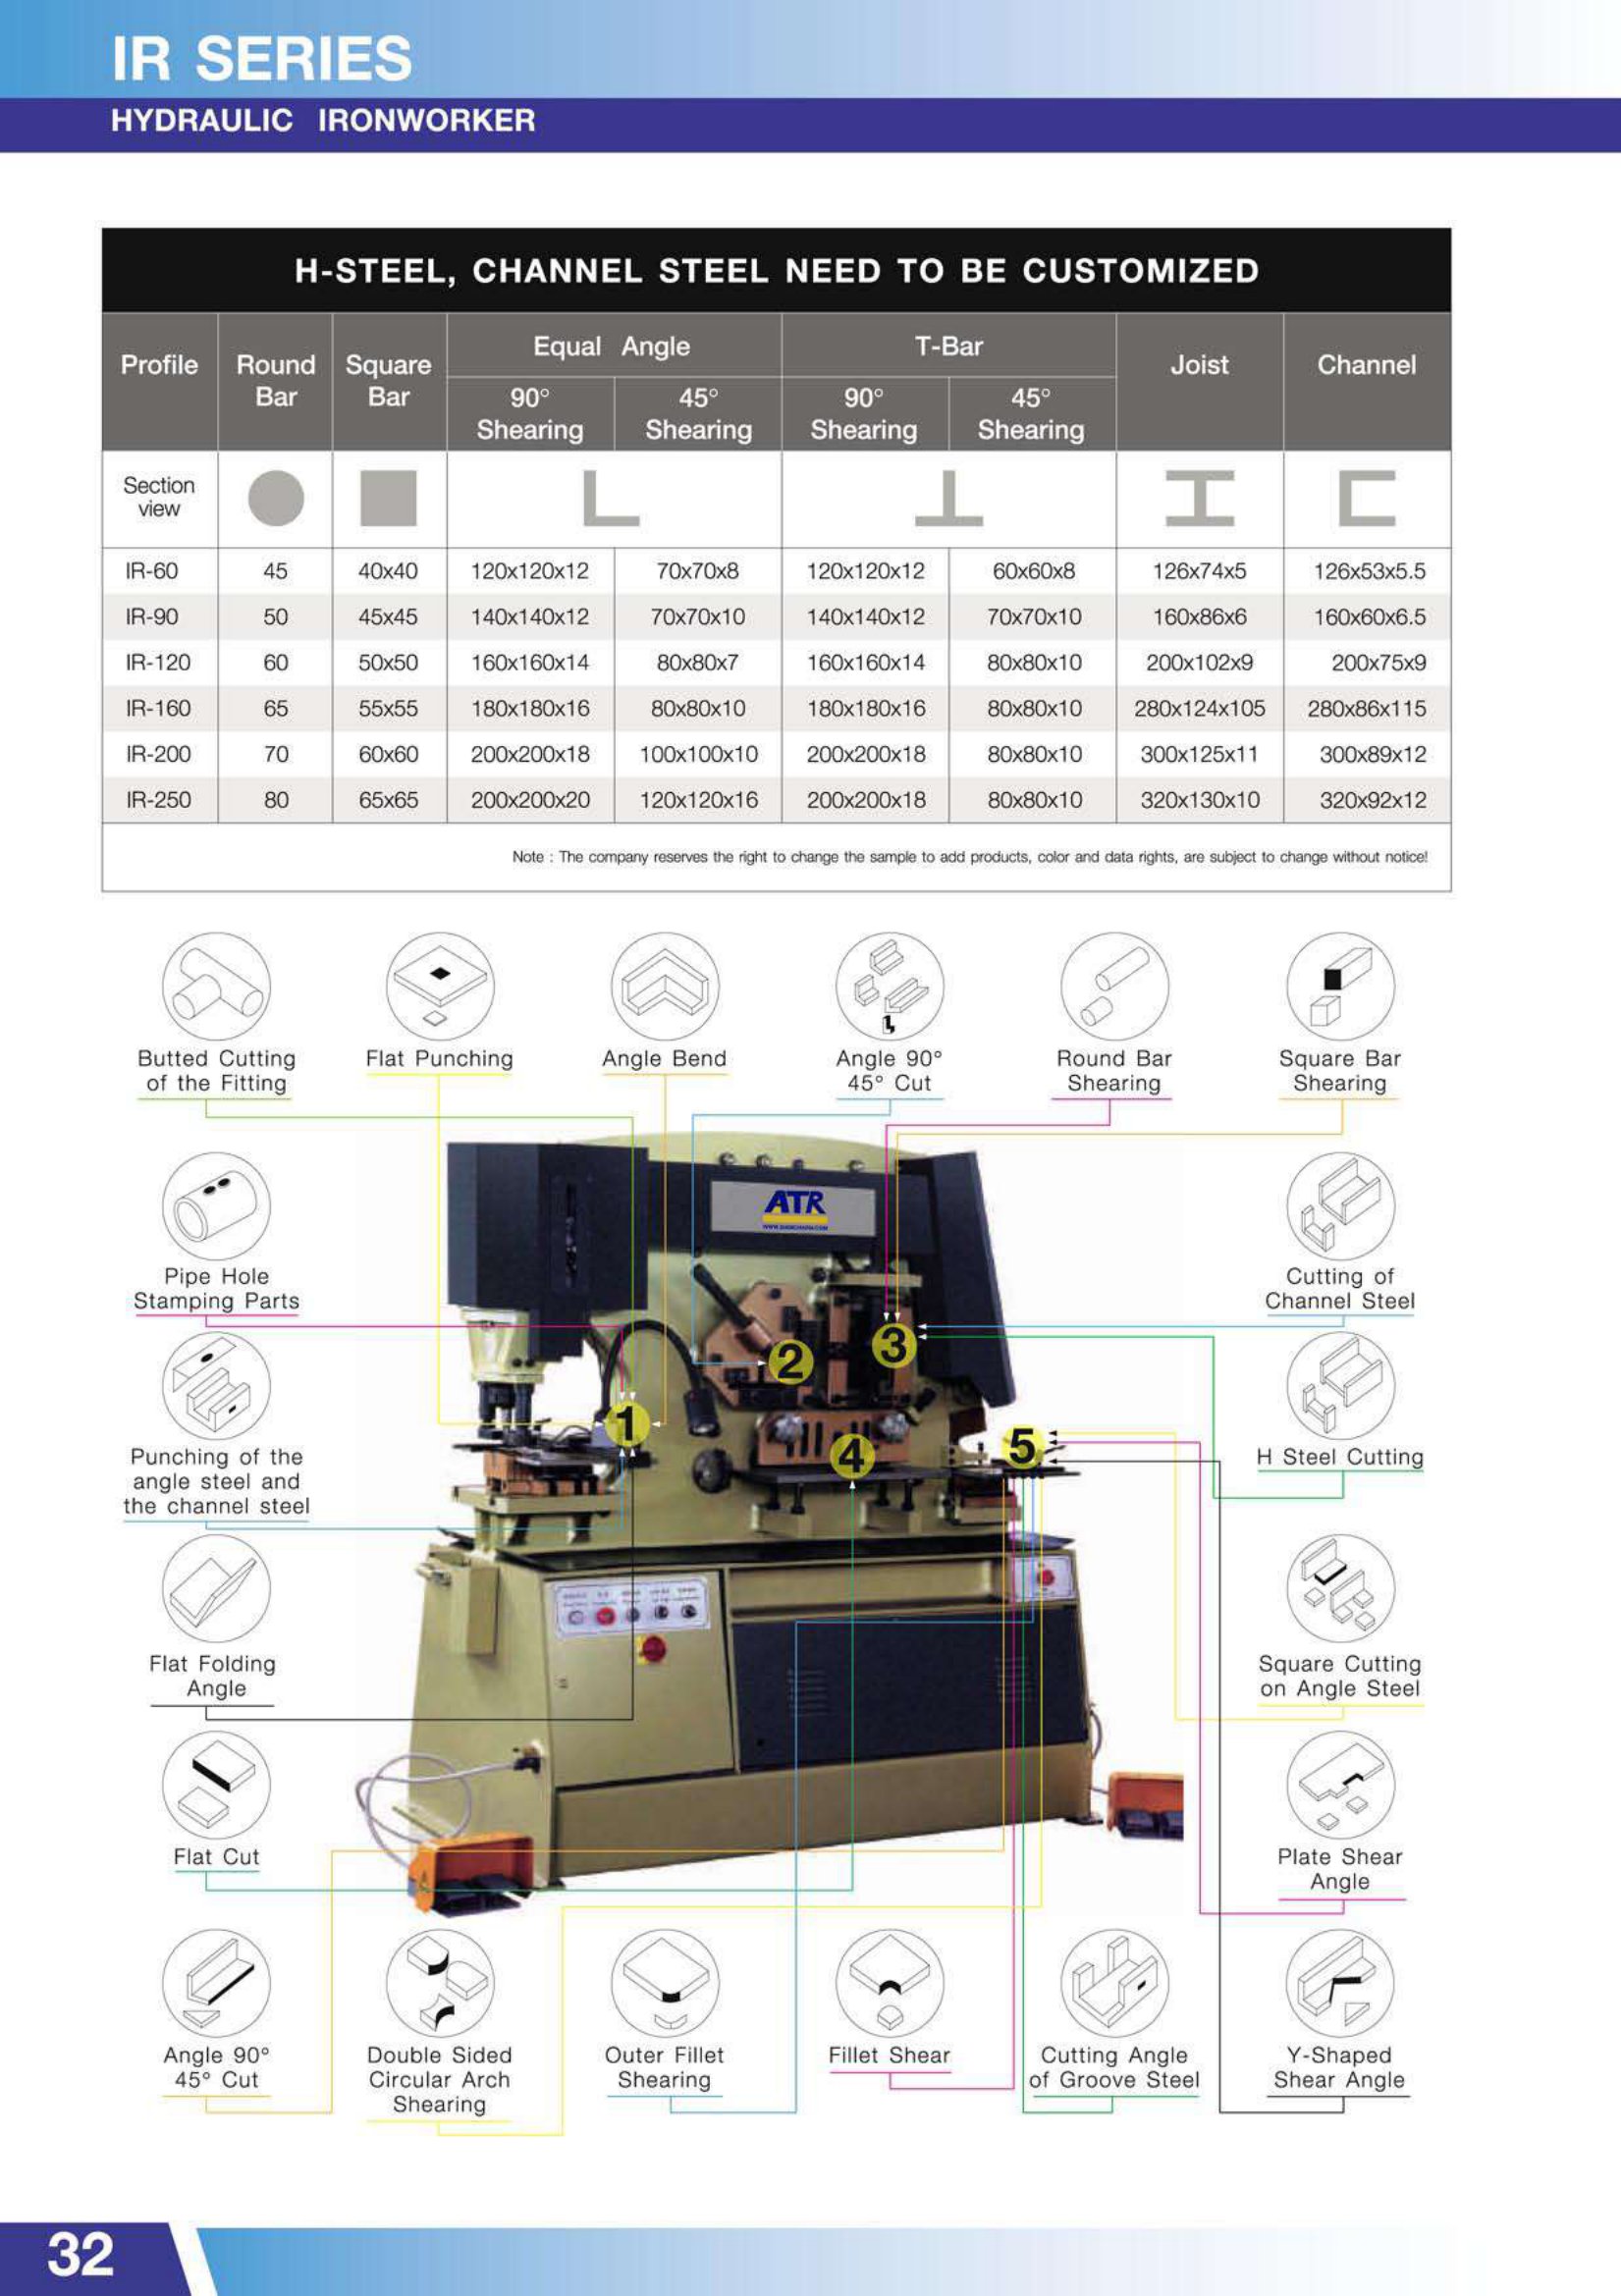 IR SERIES
HYDRAULIC IRONWORKER
H-STEEL, CHANNEL STEEL NEED TO BE CUSTOMIZED
Profile Round Bar Square Bar Equal Angle T-Bar Joist Channel
90° Shearing 45° Shearing 90° Shearing 45° Shearing
Section view
IR-60 45 40x40 120x120x12 70x70x8 120x120x12 60x60x8 126x74x5 126x53x5.5
IR-90 50 45x45 140x140x12 70x70x10 140x140x12 70x70x10 160x86x6 160x60x6.5
IR-120 60 50x50 160x160x14 80x80x7 160x160x14 80x80x10 200x102x9 200x75x9
IR-160 65 55x55 180x180x16 80x80x10 180x180x16 80x80x10 280x124x105 280x86x115
IR-200 70 60x60 200x200x18 100x100x10 200x200x18 80x80x10 300x125x11 300x89x12
IR-250 80 65x65 200x200x20 120x120x16 200x200x18 80x80x10 320x130x10 320x92x12
Note : The company reserves the right to change the sample to add products, color and data rights, are subject to change without notice!
Butted Cutting
of the Fitting
Flat Punching
Angle Bend
Angle 90°
45° Cut
Round Bar
Shearing
Square Bar
Shearing
ATR
Pipe Hole
Stamping Parts
Cutting of
Channel Steel
1
2
3
4
5
Punching of the
angle steel and
the channel steel
H Steel Cutting
Flat Folding
Angle
Square Cutting
on Angle Steel
Flat Cut
Plate Shear
Angle
Angle 90°
45° Cut
Double Sided
Circular Arch
Shearing
Outer Fillet
Shearing
Fillet Shear
Cutting Angle
of Groove Steel
Y-Shaped
Shear Angle
32